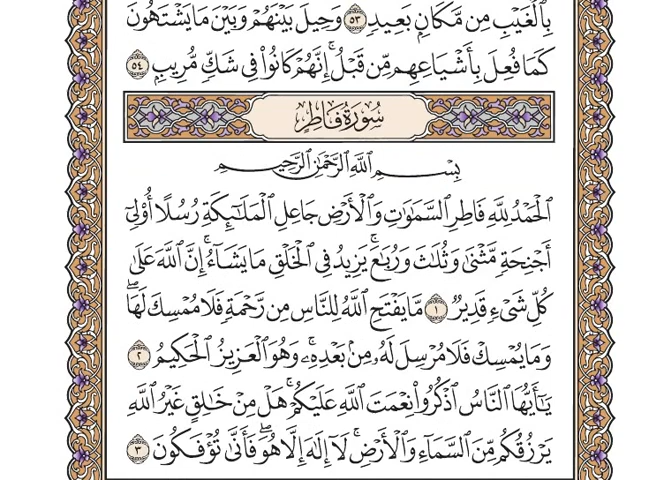 بِٱلْغَيْبِ مِن مَّكَانٍۭ بَعِيدٍ ٥٣ وَحِيلَ بَيْنَهُمْ وَبَيْنَ مَا يَشْتَهُونَ
كَمَا فُعِلَ بِأَشْيَاعِهِم مِّن قَبْلُ ۚ إِنَّهُمْ كَانُوا۟ فِى شَكٍّ مُّرِيبٍۭ ٥٤
سُورَةُ فَاطِرٍ
بِسْمِ ٱللَّهِ ٱلرَّحْمَٰنِ ٱلرَّحِيمِ
ٱلْحَمْدُ لِلَّهِ فَاطِرِ ٱلسَّمَٰوَٰتِ وَٱلْأَرْضِ جَاعِلِ ٱلْمَلَٰٓئِكَةِ رُسُلًا أُو۟لِىٓ
أَجْنِحَةٍ مَّثْنَىٰ وَثُلَٰثَ وَرُبَٰعَ ۚ يَزِيدُ فِى ٱلْخَلْقِ مَا يَشَآءُ ۚ إِنَّ ٱللَّهَ عَلَىٰ
كُلِّ شَىْءٍ قَدِيرٌ ١ مَّا يَفْتَحِ ٱللَّهُ لِلنَّاسِ مِن رَّحْمَةٍ فَلَا مُمْسِكَ لَهَا ۖ
وَمَا يُمْسِكْ فَلَا مُرْسِلَ لَهُۥ مِنۢ بَعْدِهِۦ ۚ وَهُوَ ٱلْعَزِيزُ ٱلْحَكِيمُ ٢
يَٰٓأَيُّهَا ٱلنَّاسُ ٱذْكُرُوا۟ نِعْمَتَ ٱللَّهِ عَلَيْكُمْ ۚ هَلْ مِنْ خَٰلِقٍ غَيْرُ ٱللَّهِ
يَرْزُقُكُم مِّنَ ٱلسَّمَآءِ وَٱلْأَرْضِ ۚ لَآ إِلَٰهَ إِلَّا هُوَ ۖ فَأَنَّىٰ تُؤْفَكُونَ ٣